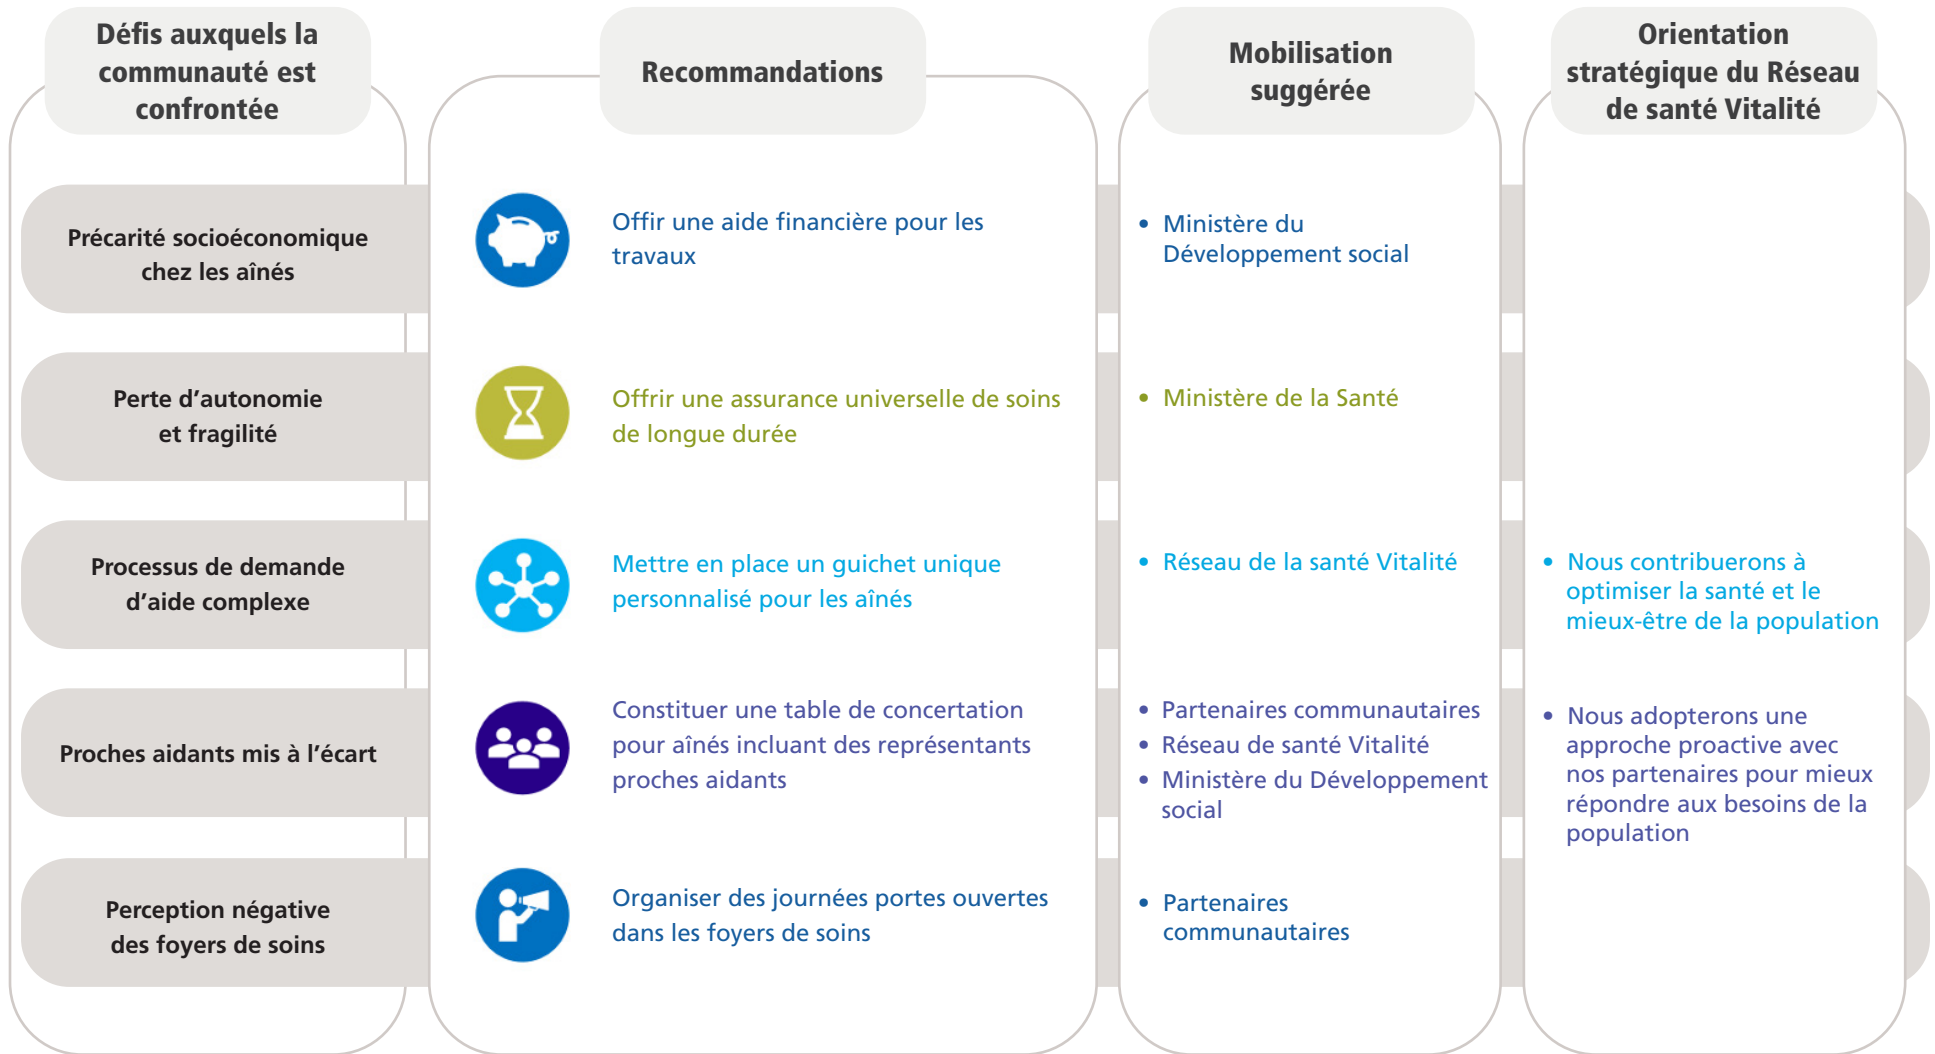 Défis auxquels la
communauté est
confrontée
Recommandations
Mobilisation
suggérée
Orientation
stratégique du Réseau
de santé Vitalité
Précarité socioéconomique
chez les aînés
Offir une aide financière pour les
travaux
• Ministère du
Développement social
Perte d’autonomie
et fragilité
Offrir une assurance universelle de soins
de longue durée
• Ministère de la Santé
Processus de demande
d’aide complexe
Mettre en place un guichet unique
personnalisé pour les aînés
• Réseau de la santé Vitalité
• Nous contribuerons à
optimiser la santé et le
mieux-être de la population
Proches aidants mis à l’écart
Constituer une table de concertation
pour aînés incluant des représentants
proches aidants
• Partenaires communautaires
• Réseau de santé Vitalité
• Ministère du Développement
social
• Nous adopterons une
approche proactive avec
nos partenaires pour mieux
répondre aux besoins de la
population
Perception négative
des foyers de soins
Organiser des journées portes ouvertes
dans les foyers de soins
• Partenaires
communautaires